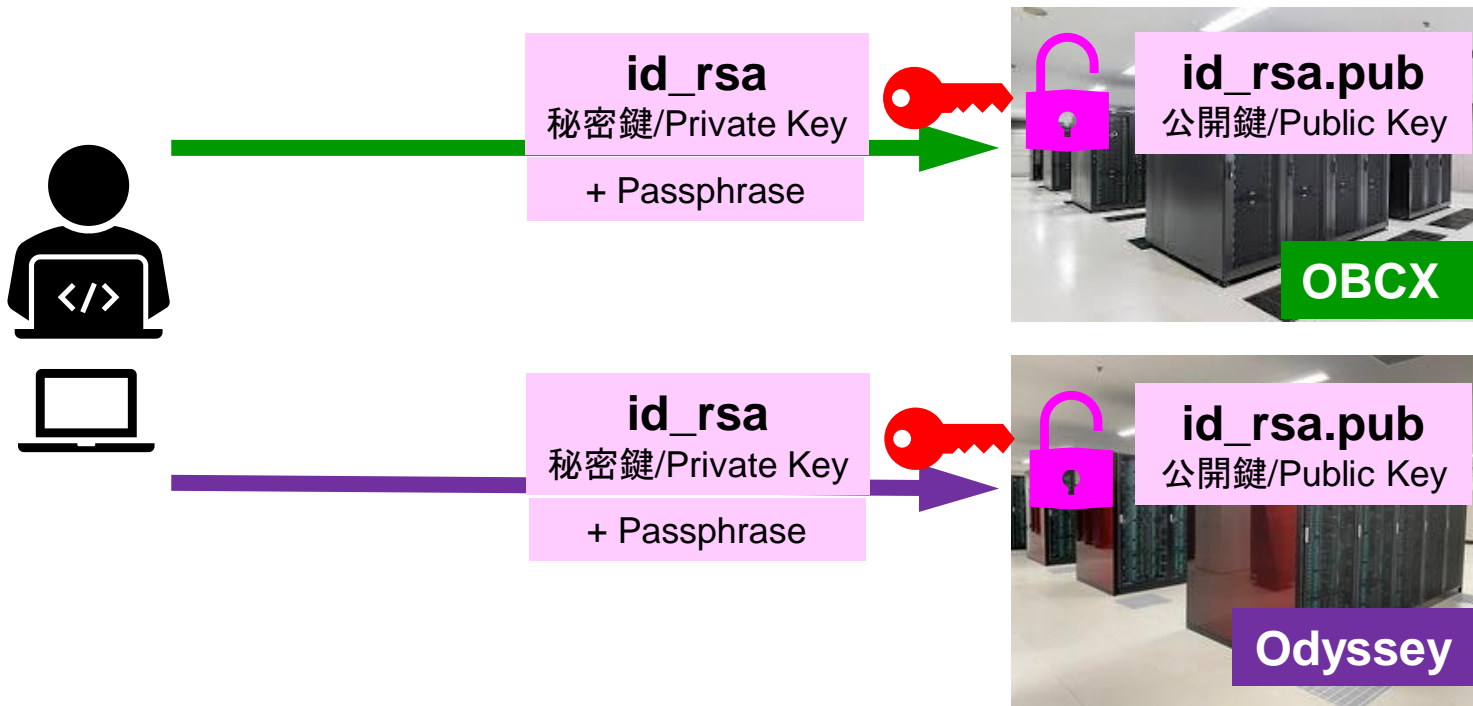 id_rsa
秘密鍵/Private Key
+ Passphrase
id_rsa.pub
公開鍵/Public Key
OBCX
</>
id_rsa
秘密鍵/Private Key
+ Passphrase
id_rsa.pub
公開鍵/Public Key
Odyssey